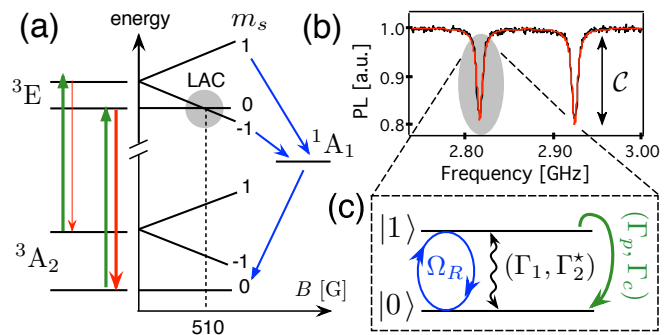 (a)
energy
m_s
1
LAC
³E
0
-1
¹A₁
1
³A₂
-1
0
B [G]
510
(b)
PL [a.u.]
1.0
0.9
0.8
C
2.80
2.90
3.00
Frequency [GHz]
(c)
|1⟩
Ω_R
(Γ₁, Γ₂*)
(Γ_p, Γ_c)
|0⟩